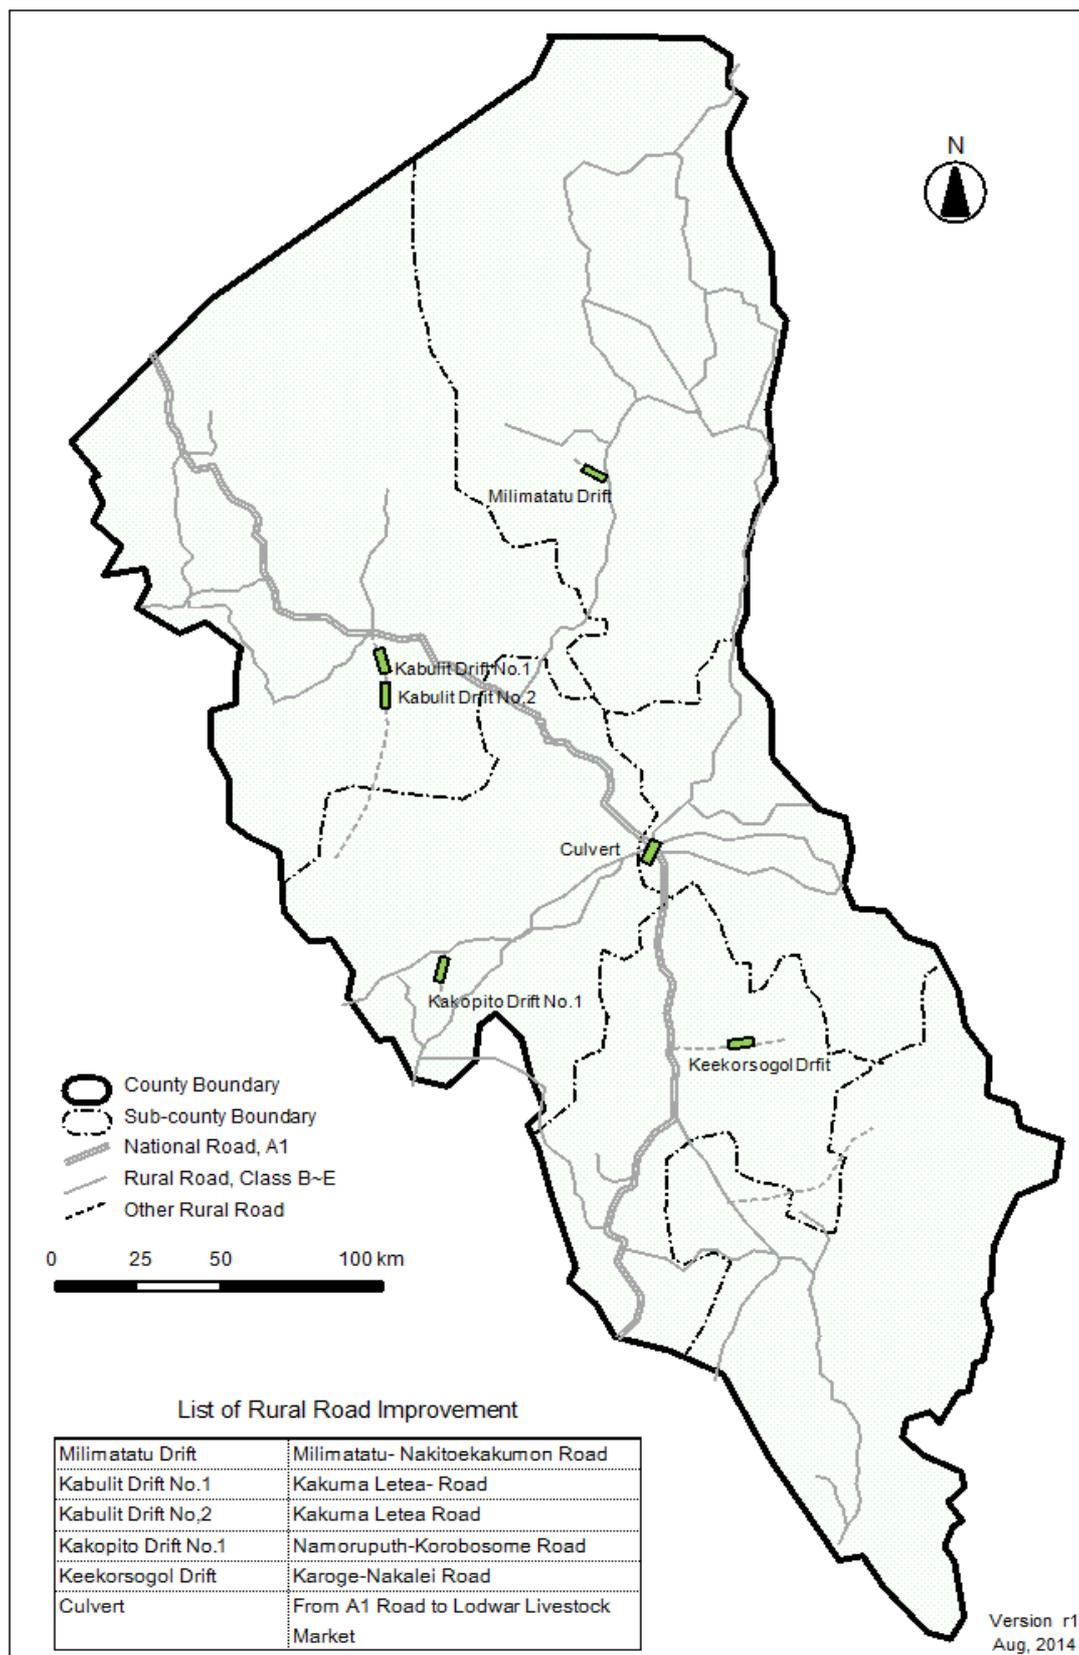 N
Milimatatu Drift
Kabulit Drift No.1
Kabulit Drift No,2
Culvert
Kakopito Drift No.1
Keekorsogol Drfit
County Boundary
Sub-county Boundary
National Road, A1
Rural Road, Class B~E
Other Rural Road
0 25 50 100 km
List of Rural Road Improvement
Milimatatu Drift Milimatatu- Nakitoekakumon Road
Kabulit Drift No.1 Kakuma Letea- Road
Kabulit Drift No,2 Kakuma Letea Road
Kakopito Drift No.1 Namoruputh-Korobosome Road
Keekorsogol Drift Karoge-Nakalei Road
Culvert From A1 Road to Lodwar Livestock
Market
Version r1
Aug, 2014